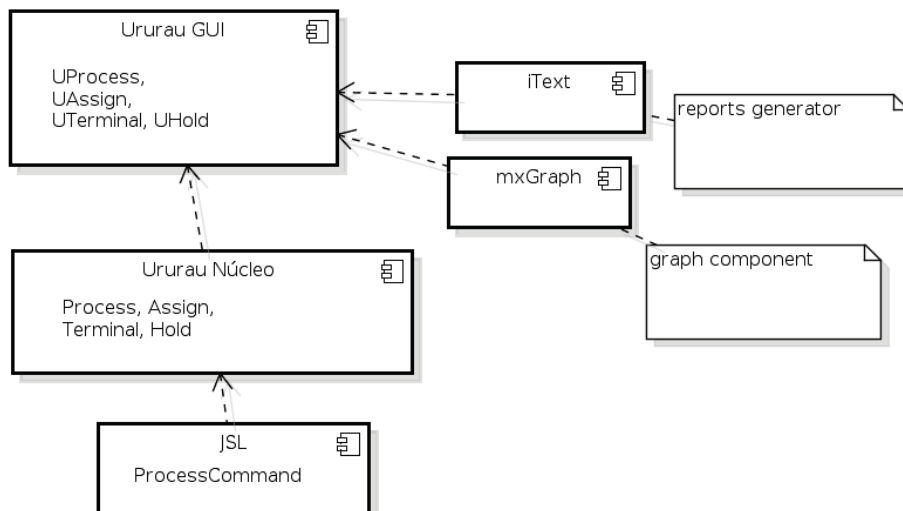 Ururau GUI
UProcess,
UAssign,
UTerminal, UHold
iText
reports generator
mxGraph
graph component
Ururau Núcleo
Process, Assign,
Terminal, Hold
JSL
ProcessCommand